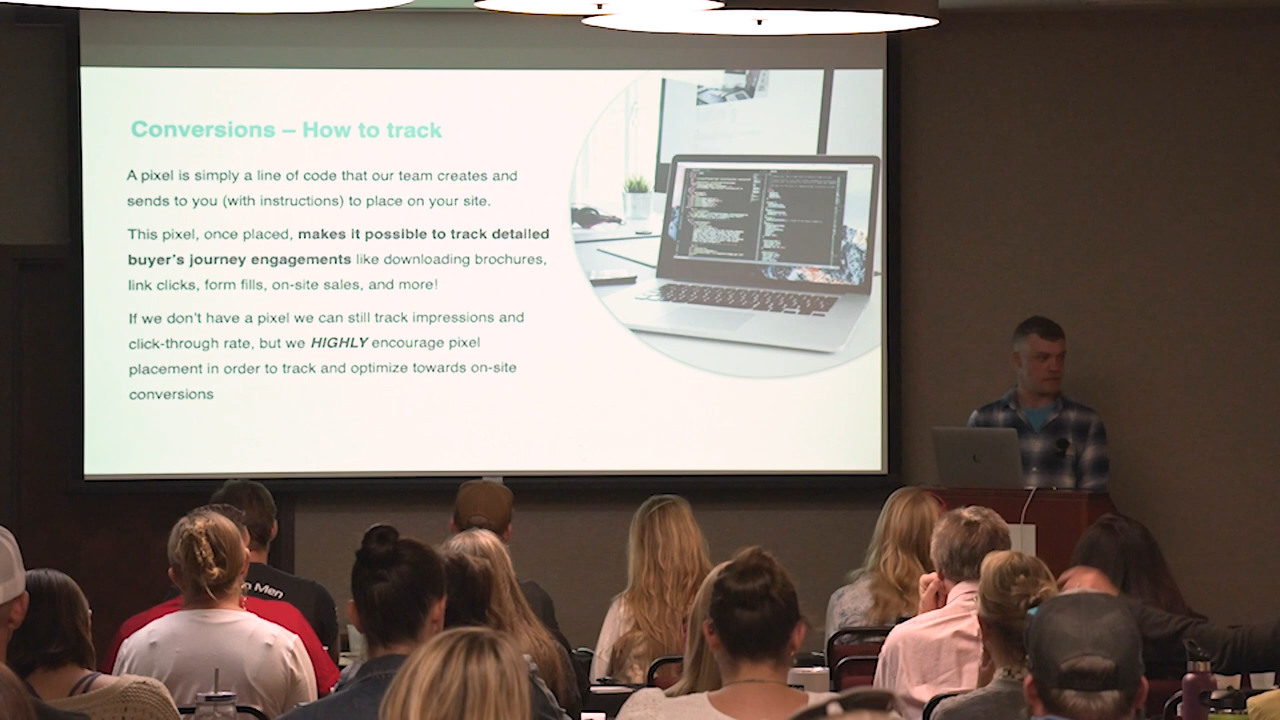 Conversions – How to track
A pixel is simply a line of code that our team creates and
sends to you (with instructions) to place on your site.
This pixel, once placed, makes it possible to track detailed
buyer's journey engagements like downloading brochures,
link clicks, form fills, on-site sales, and more!
If we don't have a pixel we can still track impressions and
click-through rate, but we HIGHLY encourage pixel
placement in order to track and optimize towards on-site
conversions
Men